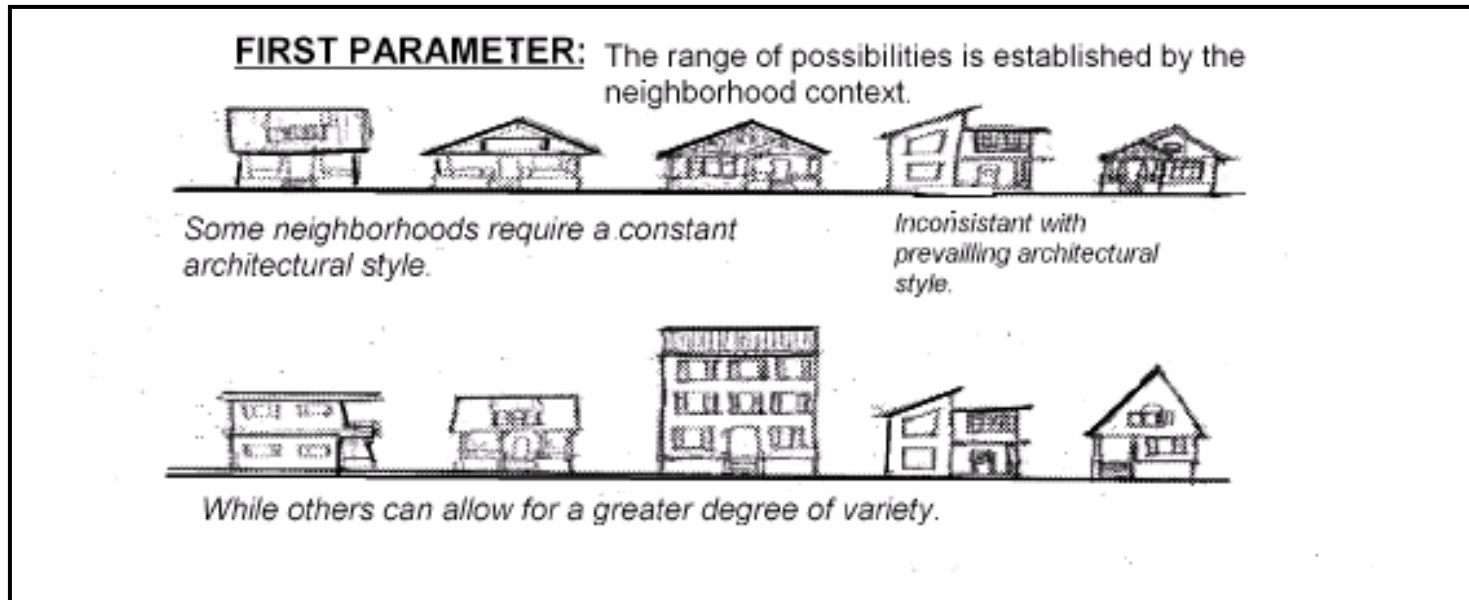 FIRST PARAMETER: The range of possibilities is established by the
neighborhood context.
Some neighborhoods require a constant
architectural style.
Inconsistant with
prevailling architectural
style.
While others can allow for a greater degree of variety.